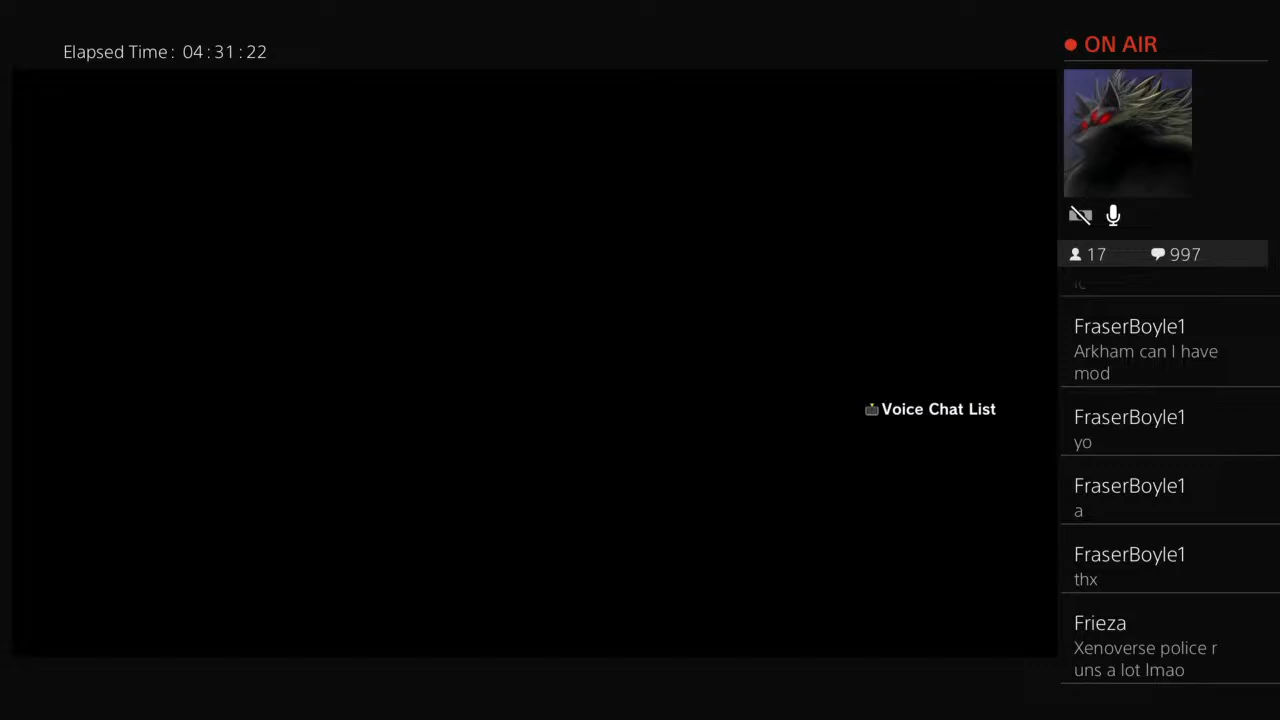 Elapsed Time: 04:31:22
ON AIR
17 997
FraserBoyle1
Arkham can I have
mod
Voice Chat List
FraserBoyle1
yo
FraserBoyle1
a
FraserBoyle1
thx
Frieza
Xenoverse police r
uns a lot lmao